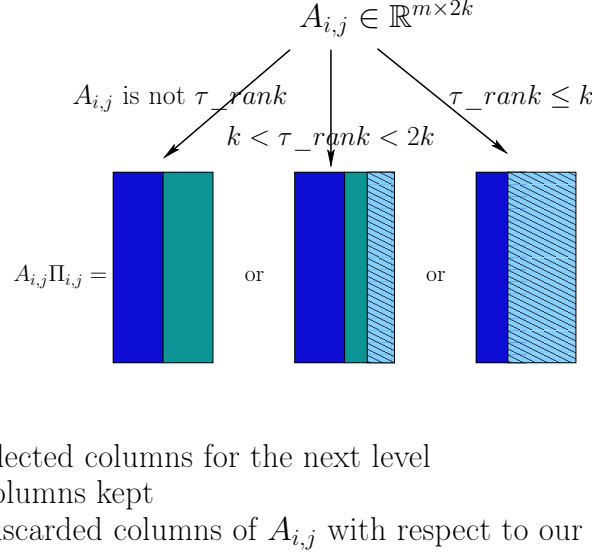 A_{i,j} ∈ ℝ^{m×2k}
A_{i,j} is not τ_rank
τ_rank ≤ k
k < τ_rank < 2k
A_{i,j}Π_{i,j} =
or
or
lected columns for the next level
olumns kept
scarded columns of A_{i,j} with respect to our